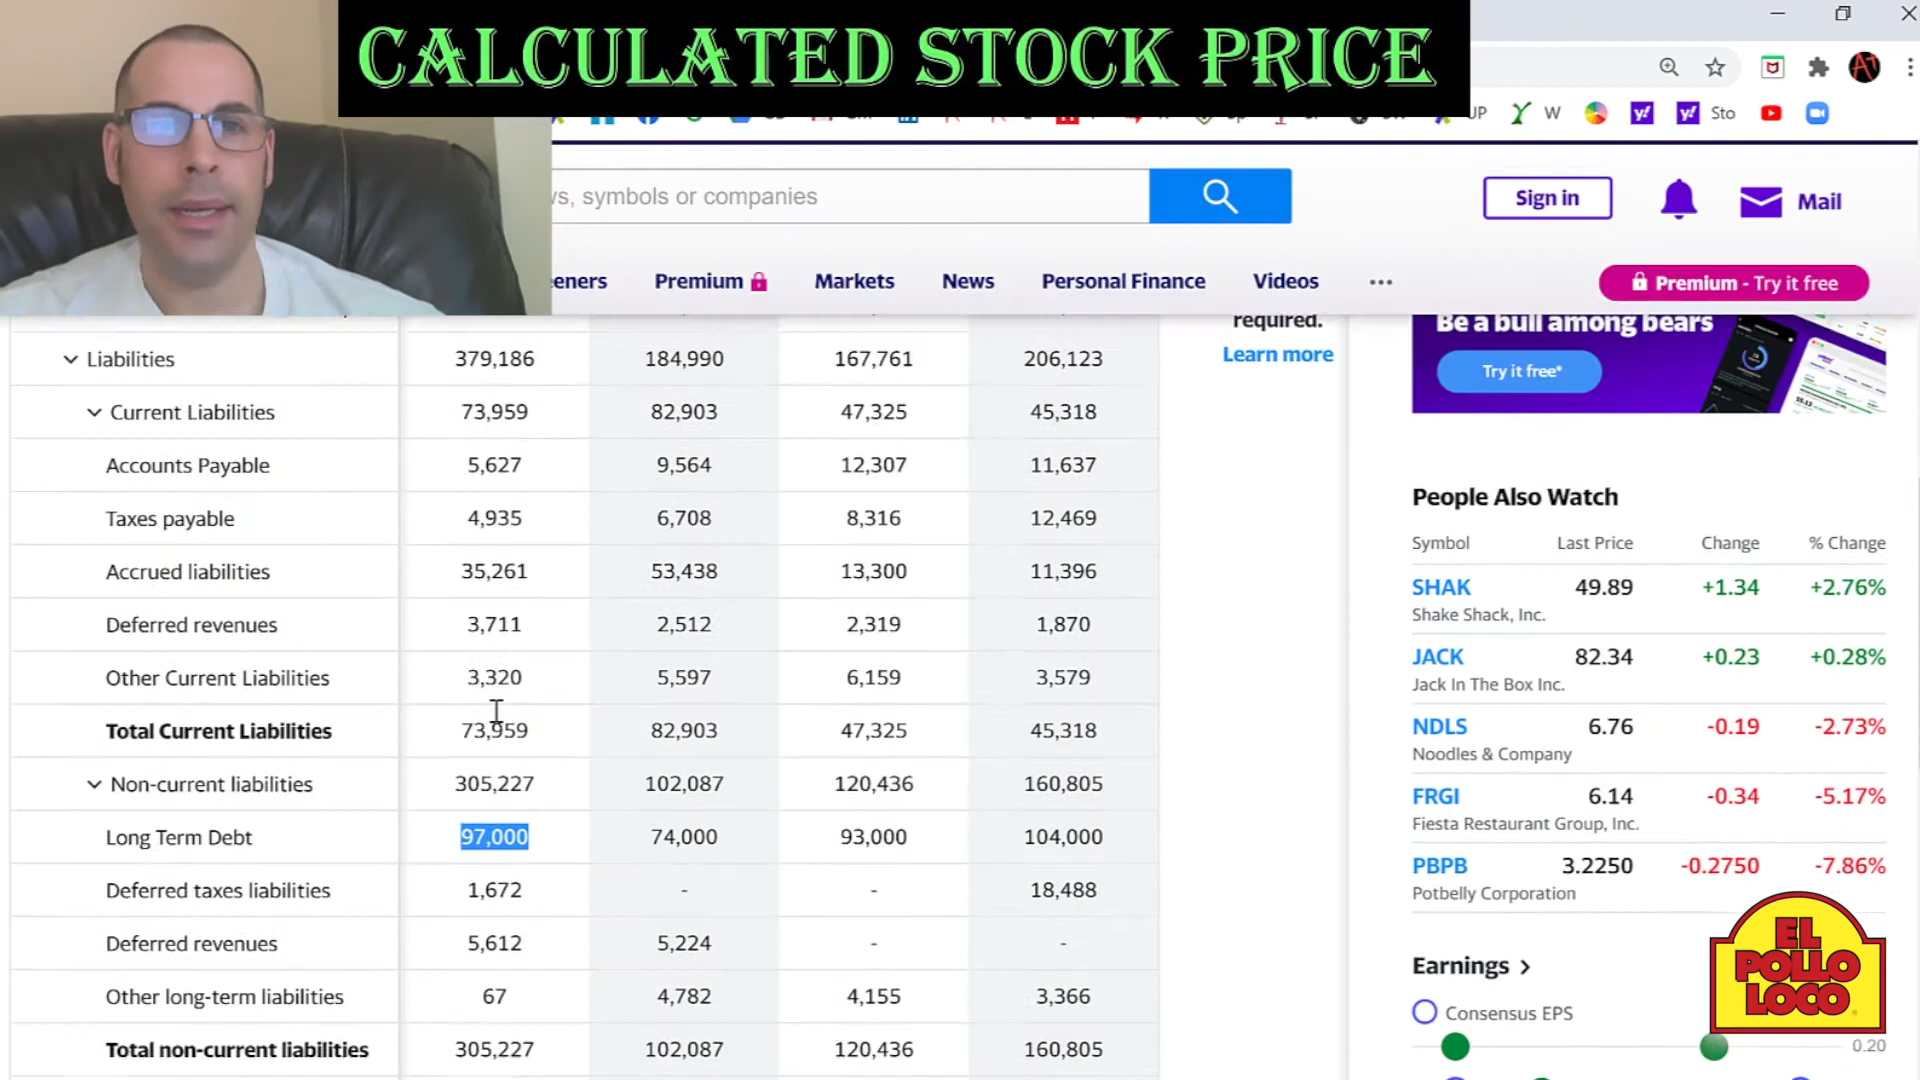 CALCULATED STOCK PRICE
UP
W
Sto
vs, symbols or companies
Sign in
Mail
eeners
Premium
Markets
News
Personal Finance
Videos
Premium - Try it free
required.
Learn more
Be a bull among bears
Try it free*
Liabilities 379,186 184,990 167,761 206,123
Current Liabilities 73,959 82,903 47,325 45,318
Accounts Payable 5,627 9,564 12,307 11,637
Taxes payable 4,935 6,708 8,316 12,469
Accrued liabilities 35,261 53,438 13,300 11,396
Deferred revenues 3,711 2,512 2,319 1,870
Other Current Liabilities 3,320 5,597 6,159 3,579
Total Current Liabilities 73,959 82,903 47,325 45,318
Non-current liabilities 305,227 102,087 120,436 160,805
Long Term Debt 97,000 74,000 93,000 104,000
Deferred taxes liabilities 1,672 - - 18,488
Deferred revenues 5,612 5,224 - -
Other long-term liabilities 67 4,782 4,155 3,366
Total non-current liabilities 305,227 102,087 120,436 160,805
People Also Watch
Symbol Last Price Change % Change
SHAK 49.89 +1.34 +2.76%
Shake Shack, Inc.
JACK 82.34 +0.23 +0.28%
Jack In The Box Inc.
NDLS 6.76 -0.19 -2.73%
Noodles & Company
FRGI 6.14 -0.34 -5.17%
Fiesta Restaurant Group, Inc.
PBPB 3.2250 -0.2750 -7.86%
Potbelly Corporation
Earnings
Consensus EPS
0.20
EL
POLLO
LOCO